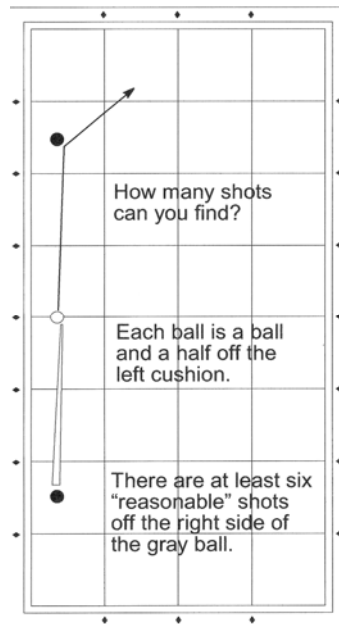 How many shots
can you find?
Each ball is a ball
and a half off the
left cushion.
There are at least six
“reasonable” shots
off the right side of
the gray ball.